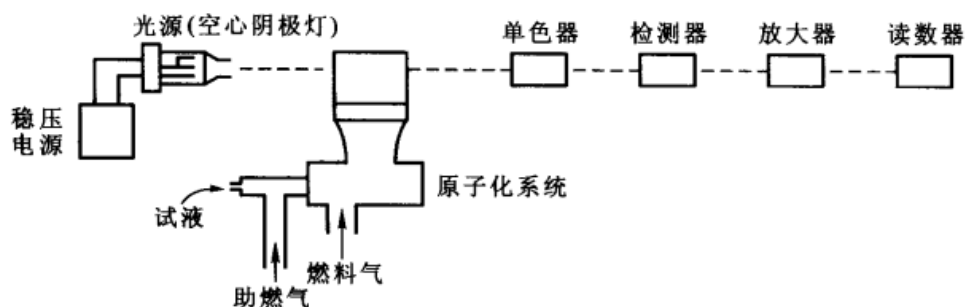 光源(空心阴极灯)
单色器
检测器
放大器
读数器
稳压
电源
原子化系统
试液
燃料气
助燃气